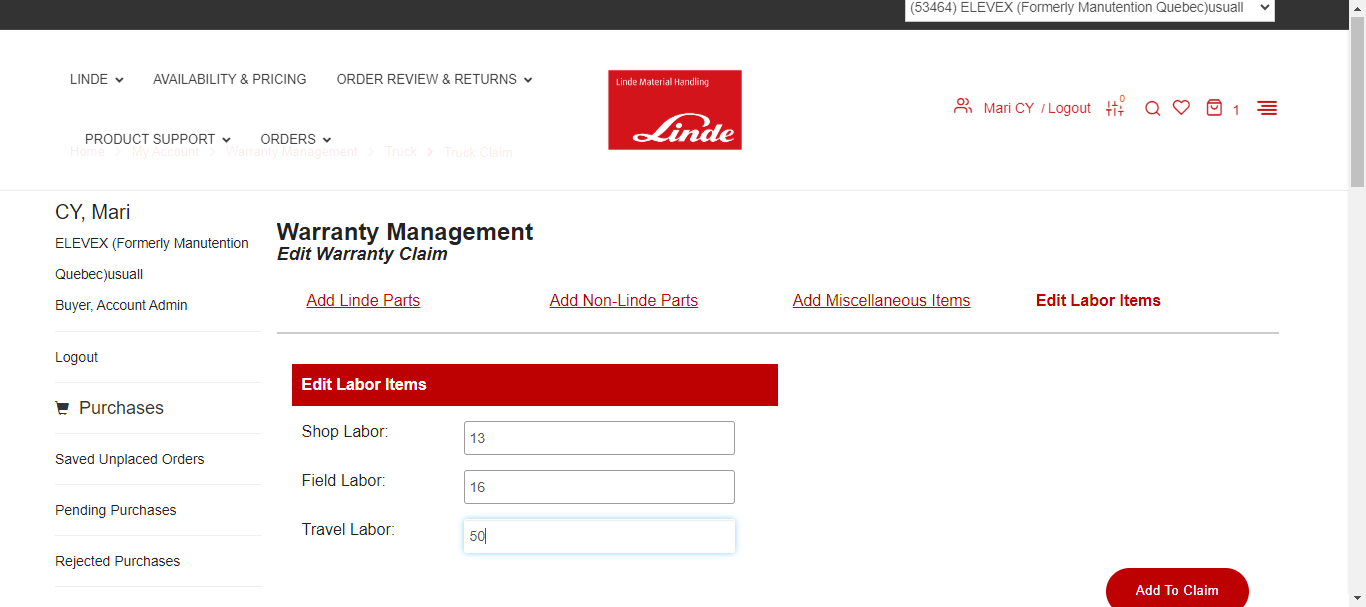 (53464) ELEVEX (Formerly Manutention Quebec)usuall
LINDE
AVAILABILITY & PRICING
ORDER REVIEW & RETURNS
PRODUCT SUPPORT
ORDERS
Linde Material Handling
Linde
Mari CY / Logout
0
1
Home > My Account > Warranty Management > Truck > Truck Claim
CY, Mari
ELEVEX (Formerly Manutention
Quebec)usuall
Buyer, Account Admin
Logout
Purchases
Saved Unplaced Orders
Pending Purchases
Rejected Purchases
Warranty Management
Edit Warranty Claim
Add Linde Parts
Add Non-Linde Parts
Add Miscellaneous Items
Edit Labor Items
Edit Labor Items
Shop Labor: 13
Field Labor: 16
Travel Labor: 50
Add To Claim